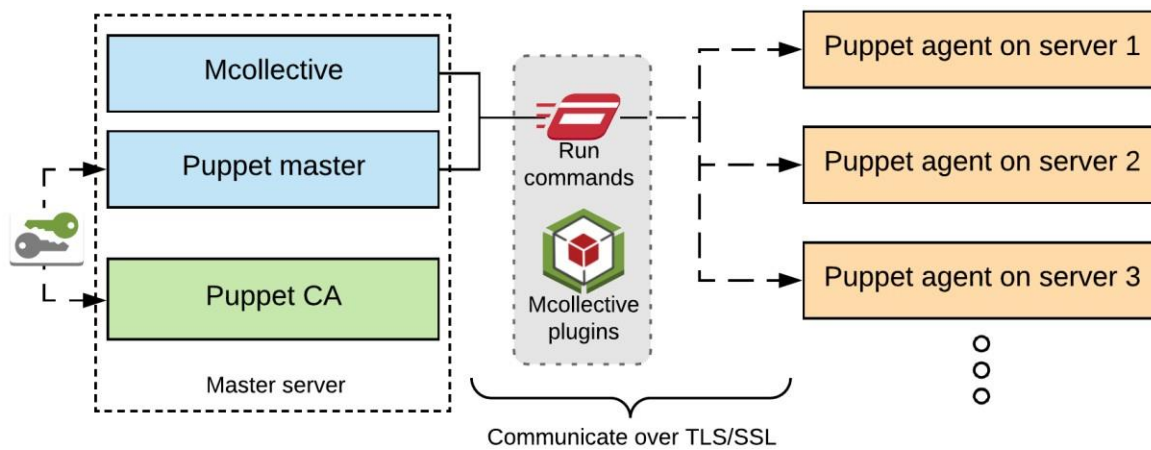 Mcollective
Puppet master
Puppet CA
Master server
Run
commands
Mcollective
plugins
Communicate over TLS/SSL
Puppet agent on server 1
Puppet agent on server 2
Puppet agent on server 3